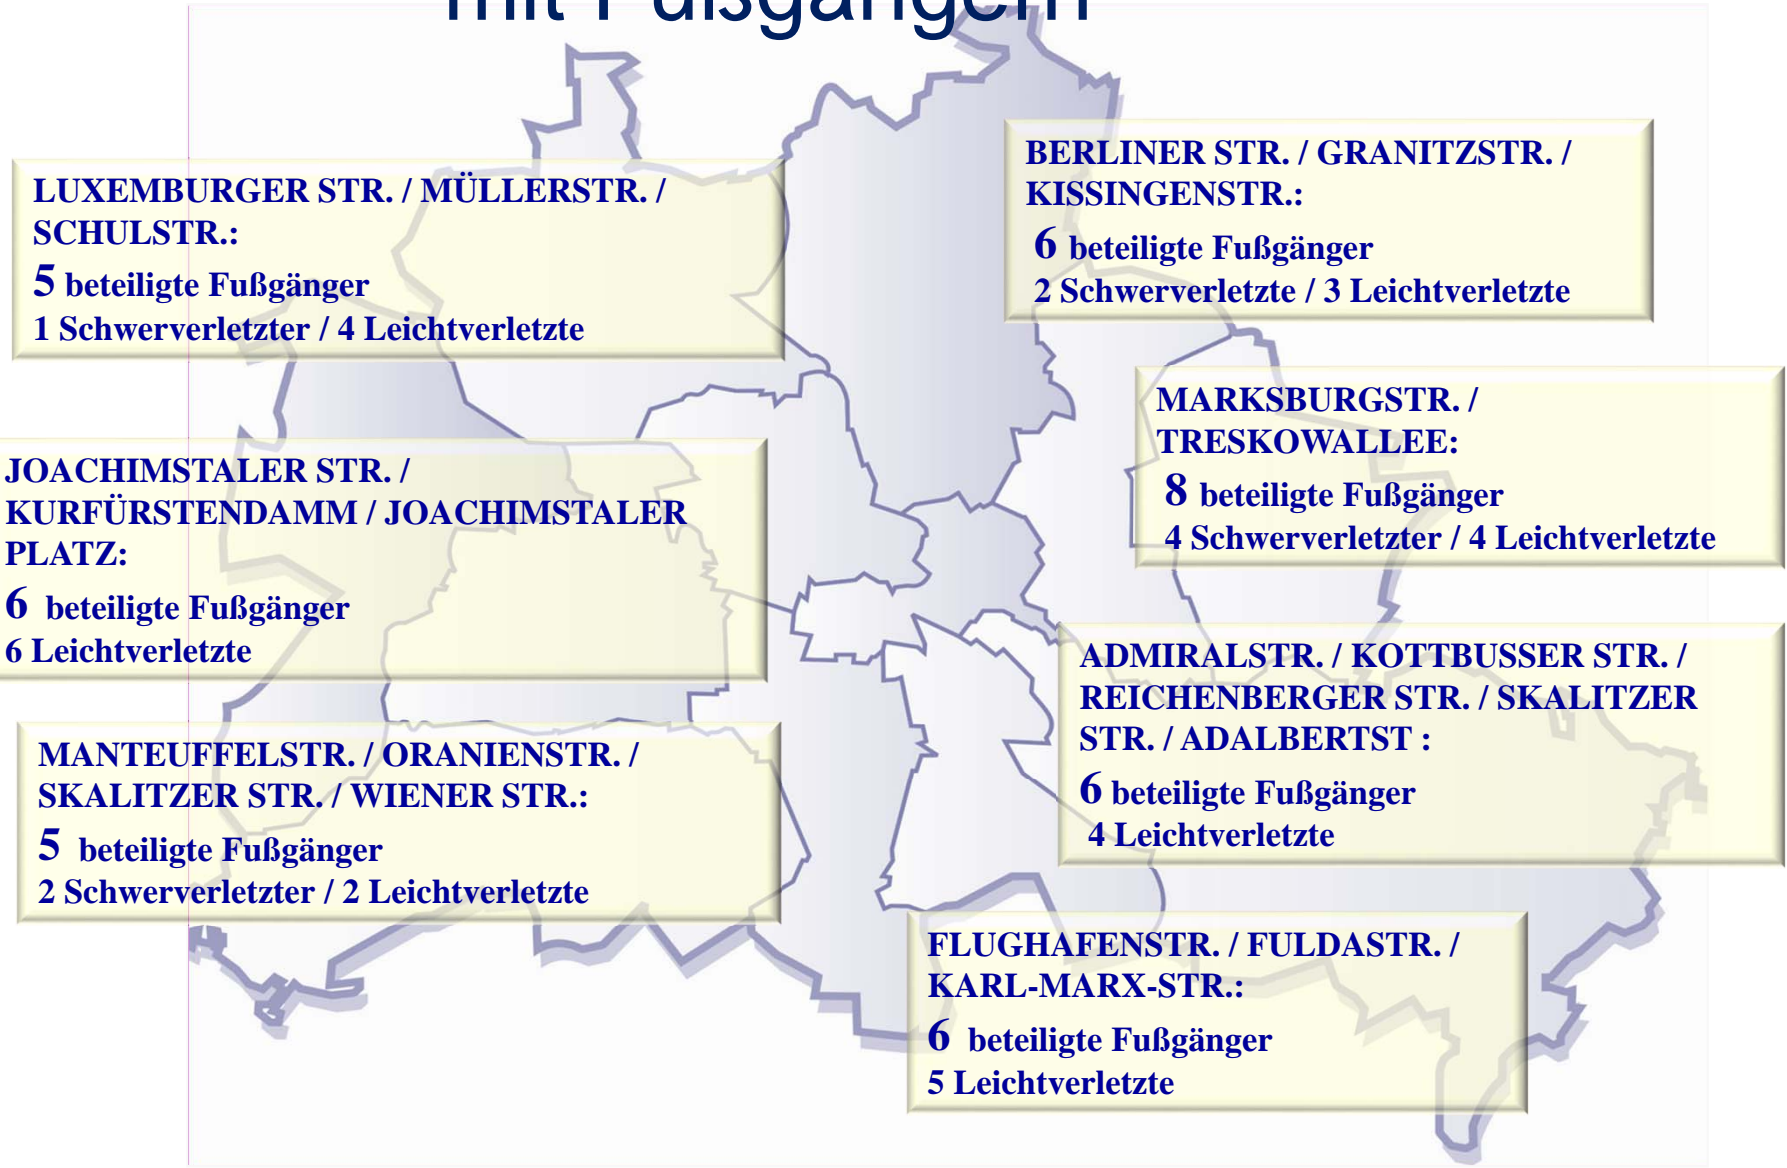 mit Fußgängern
LUXEMBURGER STR. / MÜLLERSTR. /
SCHULSTR.:
5 beteiligte Fußgänger
1 Schwerverletzter / 4 Leichtverletzte
BERLINER STR. / GRANITZSTR. /
KISSINGENSTR.:
6 beteiligte Fußgänger
2 Schwerverletzte / 3 Leichtverletzte
JOACHIMSTALER STR. /
KURFÜRSTENDAMM / JOACHIMSTALER
PLATZ:
6 beteiligte Fußgänger
6 Leichtverletzte
MARKSBURGSTR. /
TRESKOWALLEE:
8 beteiligte Fußgänger
4 Schwerverletzter / 4 Leichtverletzte
MANTEUFFELSTR. / ORANIENSTR. /
SKALITZER STR. / WIENER STR.:
5 beteiligte Fußgänger
2 Schwerverletzter / 2 Leichtverletzte
ADMIRALSTR. / KOTTBUSSER STR. /
REICHENBERGER STR. / SKALITZER
STR. / ADALBERTST :
6 beteiligte Fußgänger
4 Leichtverletzte
FLUGHAFENSTR. / FULDASTR. /
KARL-MARX-STR.:
6 beteiligte Fußgänger
5 Leichtverletzte